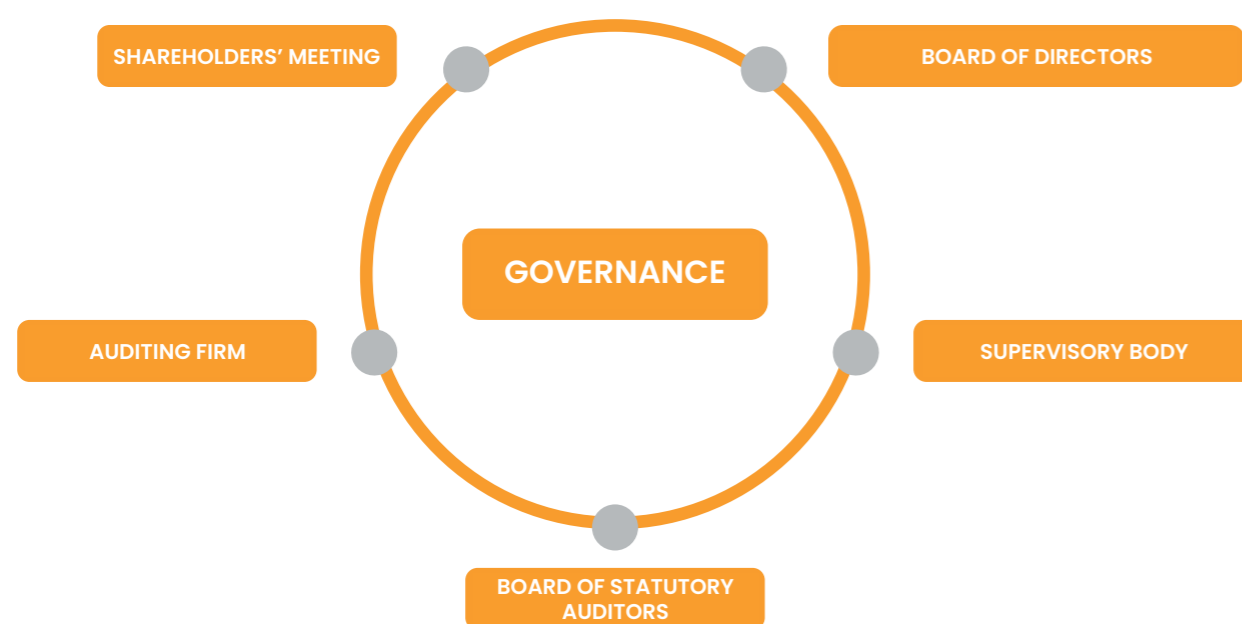 SHAREHOLDERS’ MEETING
BOARD OF DIRECTORS
GOVERNANCE
AUDITING FIRM
SUPERVISORY BODY
BOARD OF STATUTORY
AUDITORS